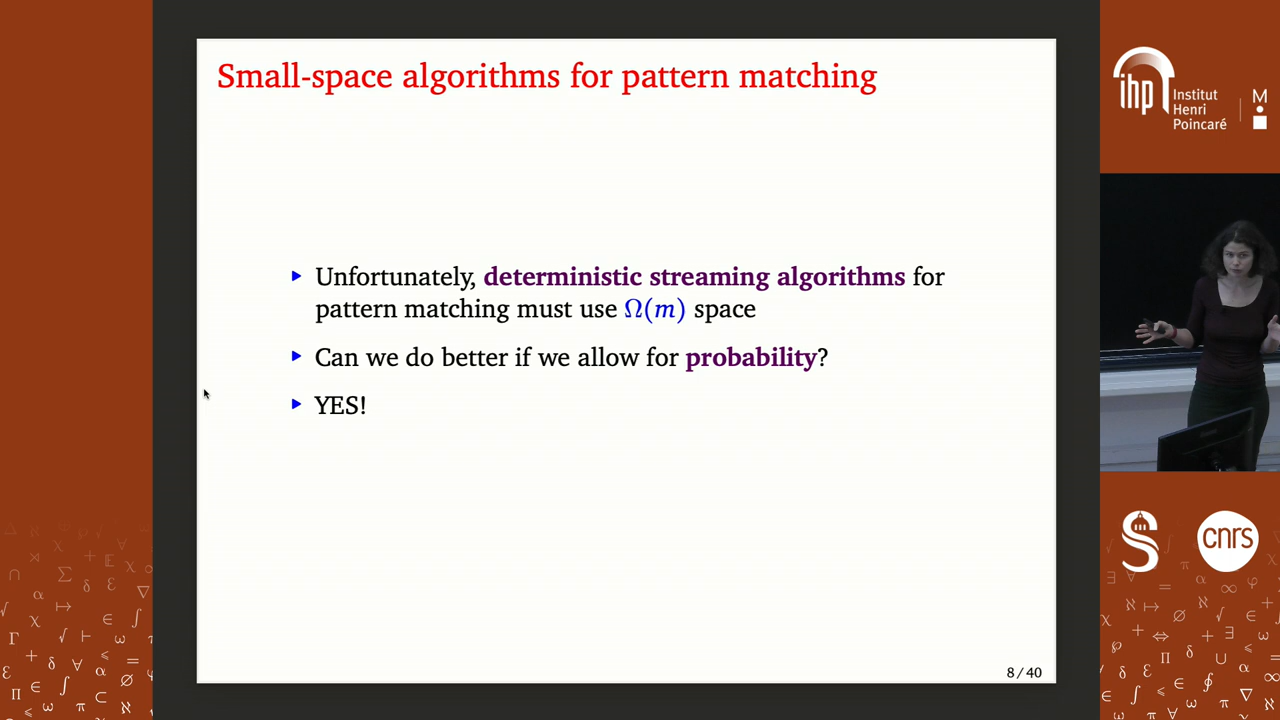 Small-space algorithms for pattern matching
Unfortunately, deterministic streaming algorithms for
pattern matching must use Ω(m) space
Can we do better if we allow for probability?
YES!
8 / 40
ihp
Institut
Henri
Poincaré
M
S
cnrs